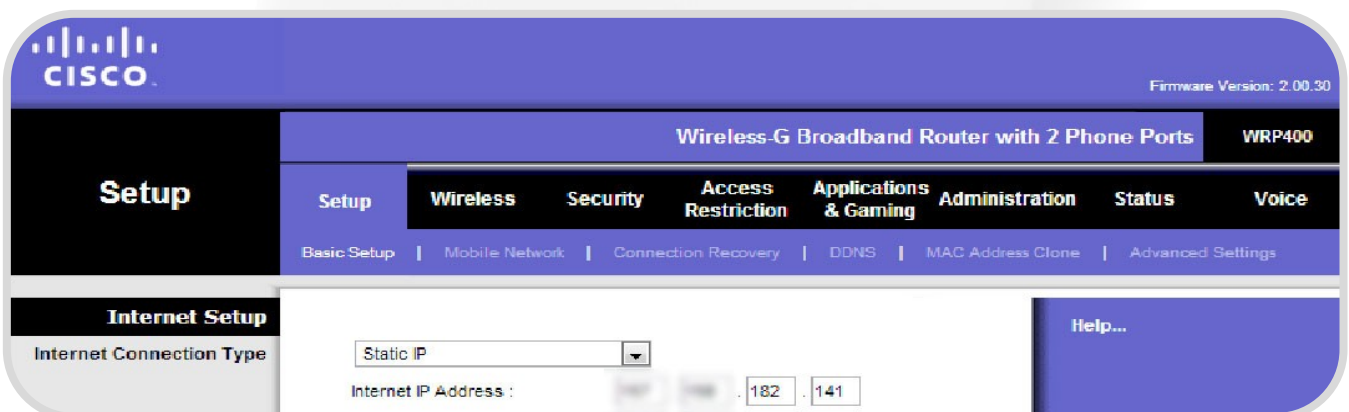 CISCO
Firmware Version: 2.00.30
Wireless-G Broadband Router with 2 Phone Ports WRP400
Setup
Setup Wireless Security Access Restriction Applications & Gaming Administration Status Voice
Basic Setup | Mobile Network | Connection Recovery | DDNS | MAC Address Clone | Advanced Settings
Internet Setup
Help...
Internet Connection Type Static IP
Internet IP Address : . 182 . 141